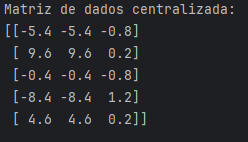 Matriz de dados centralizada:
[[-5.4 -5.4 -0.8]
 [ 9.6  9.6  0.2]
 [-0.4 -0.4 -0.8]
 [-8.4 -8.4  1.2]
 [ 4.6  4.6  0.2]]